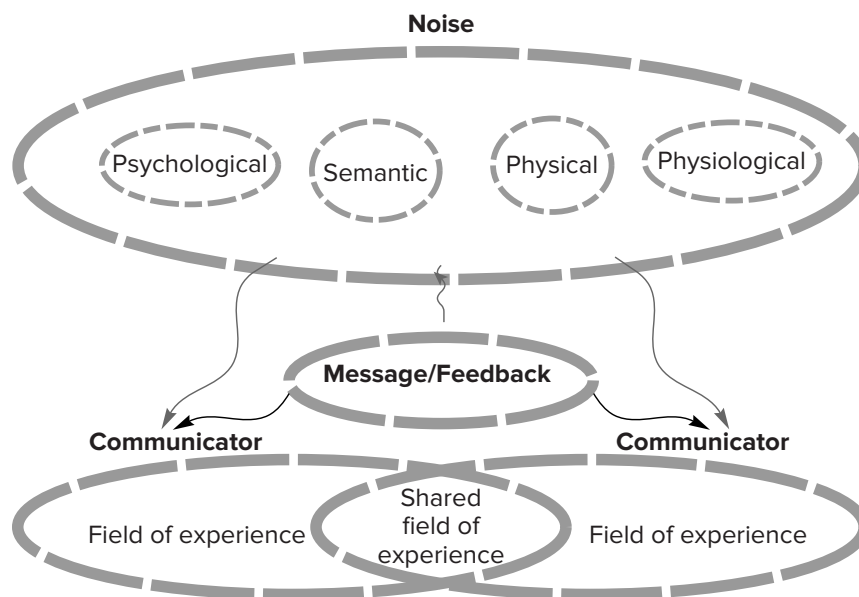 Noise
Psychological
Semantic
Physical
Physiological
Message/Feedback
Communicator
Communicator
Field of experience
Shared
field of
experience
Field of experience